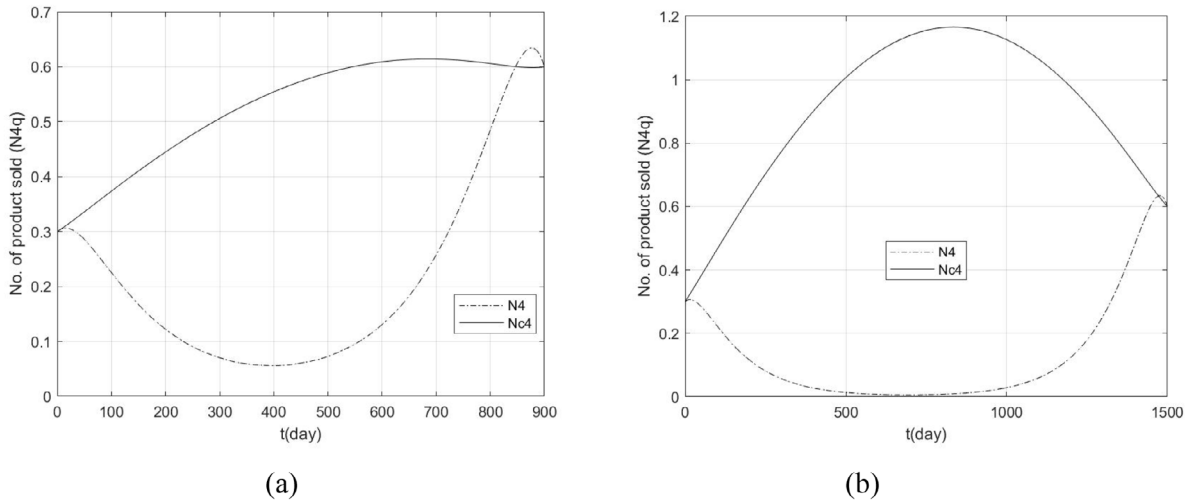 No. of product sold (N4q)
0.7
0.6
0.5
0.4
0.3
0.2
0.1
0
0 100 200 300 400 500 600 700 800 900
t(day)
N4
Nc4
(a)
No. of product sold (N4q)
1.2
1
0.8
0.6
0.4
0.2
0
0 500 1000 1500
t(day)
N4
Nc4
(b)